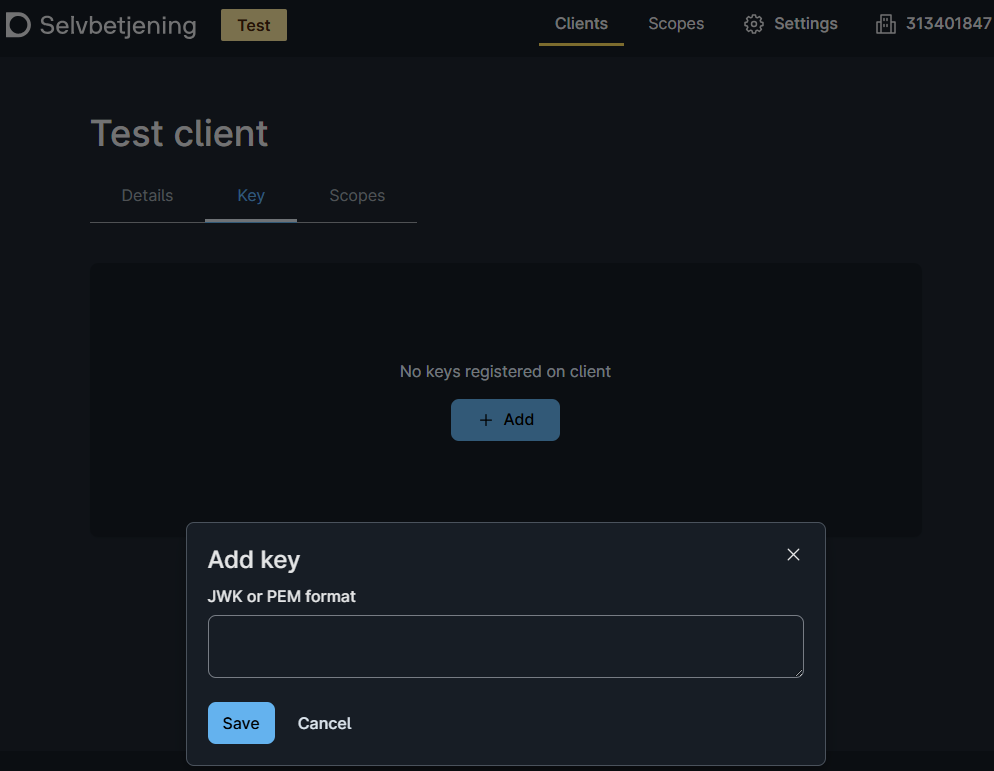 Selvbetjening Test Clients Scopes Settings 313401847
Test client
Details Key Scopes
No keys registered on client
+ Add
Add key
JWK or PEM format
Save Cancel